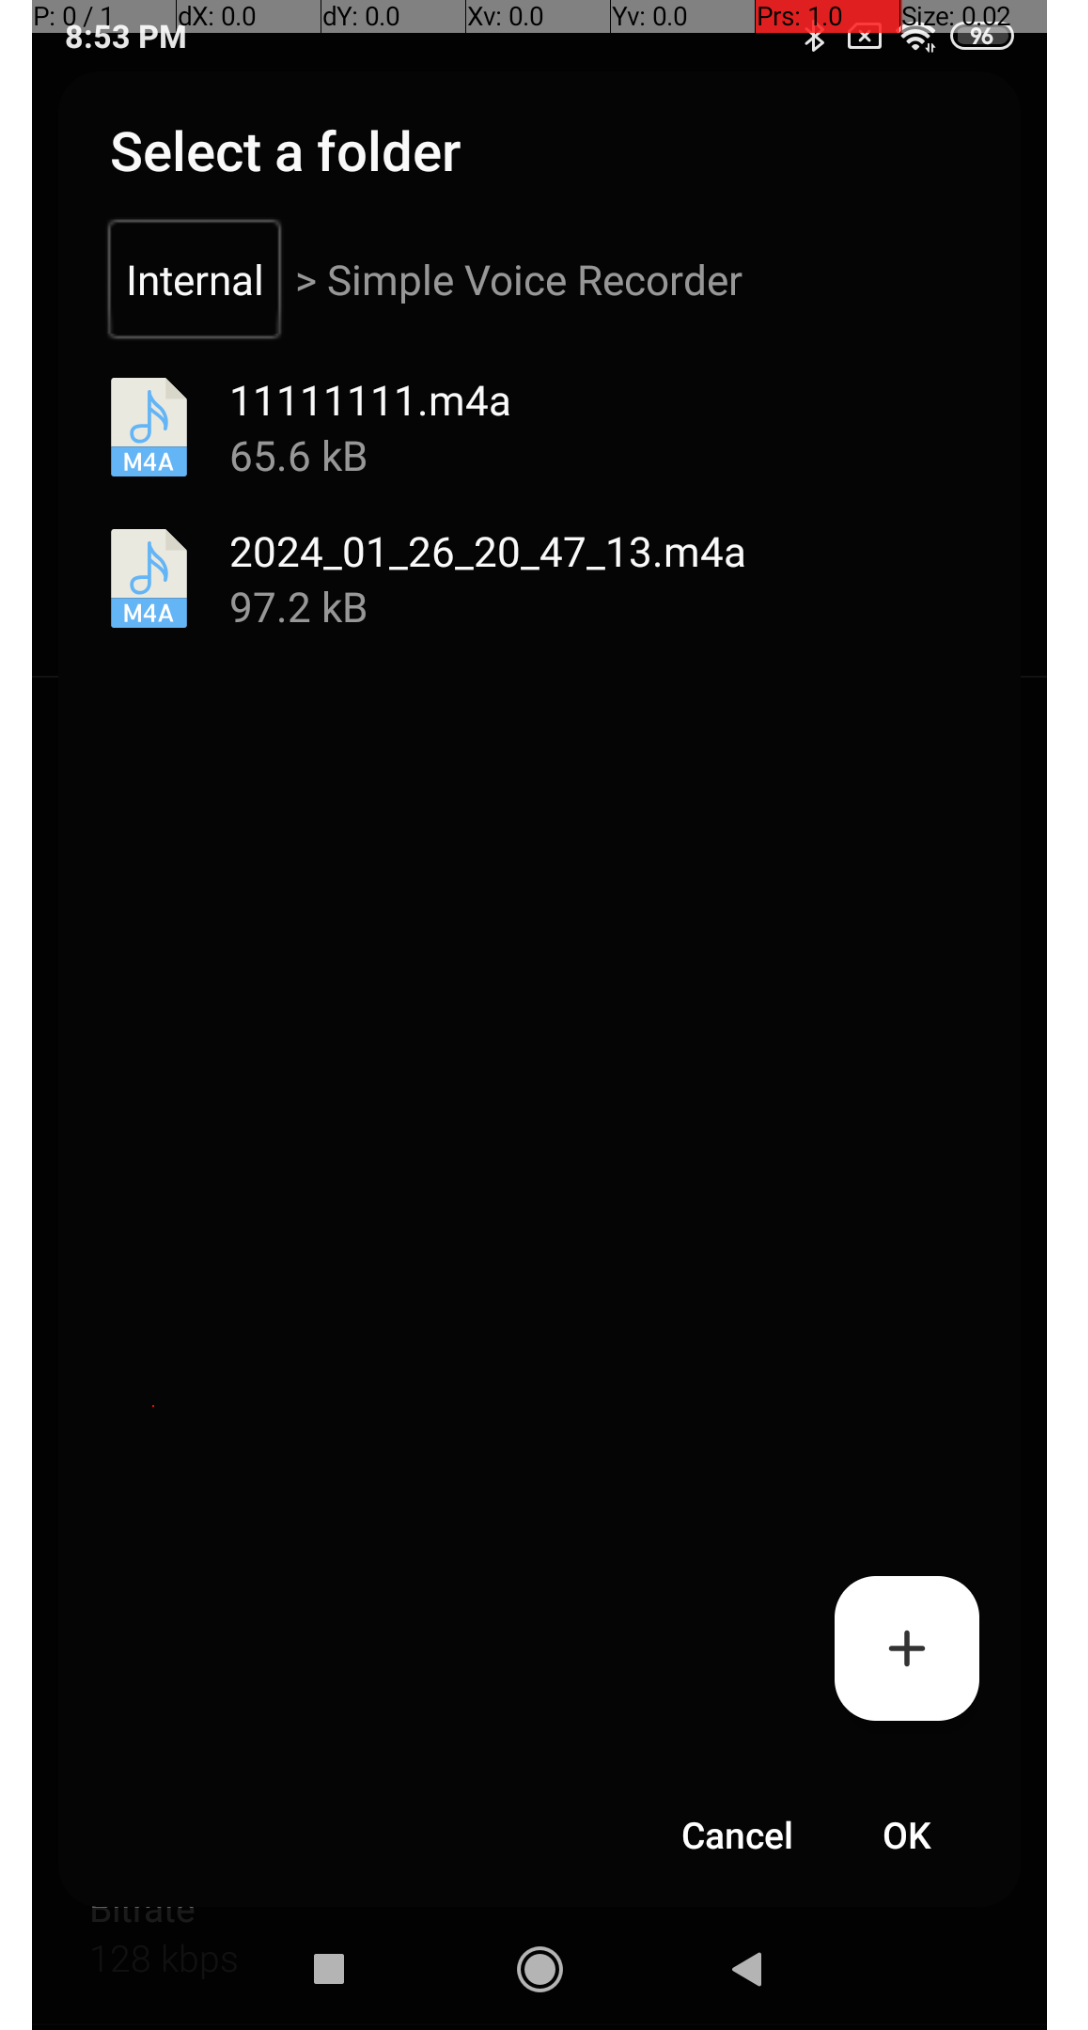 P: 0 / 1 dX: 0.0 dY: 0.0 Xv: 0.0 Yv: 0.0 Prs: 1.0 Size: 0.02
8:53 PM 96
Select a folder
Internal > Simple Voice Recorder
11111111.m4a
M4A 65.6 kB
2024_01_26_20_47_13.m4a
M4A 97.2 kB
+
Cancel OK
Bitrate
128 kbps